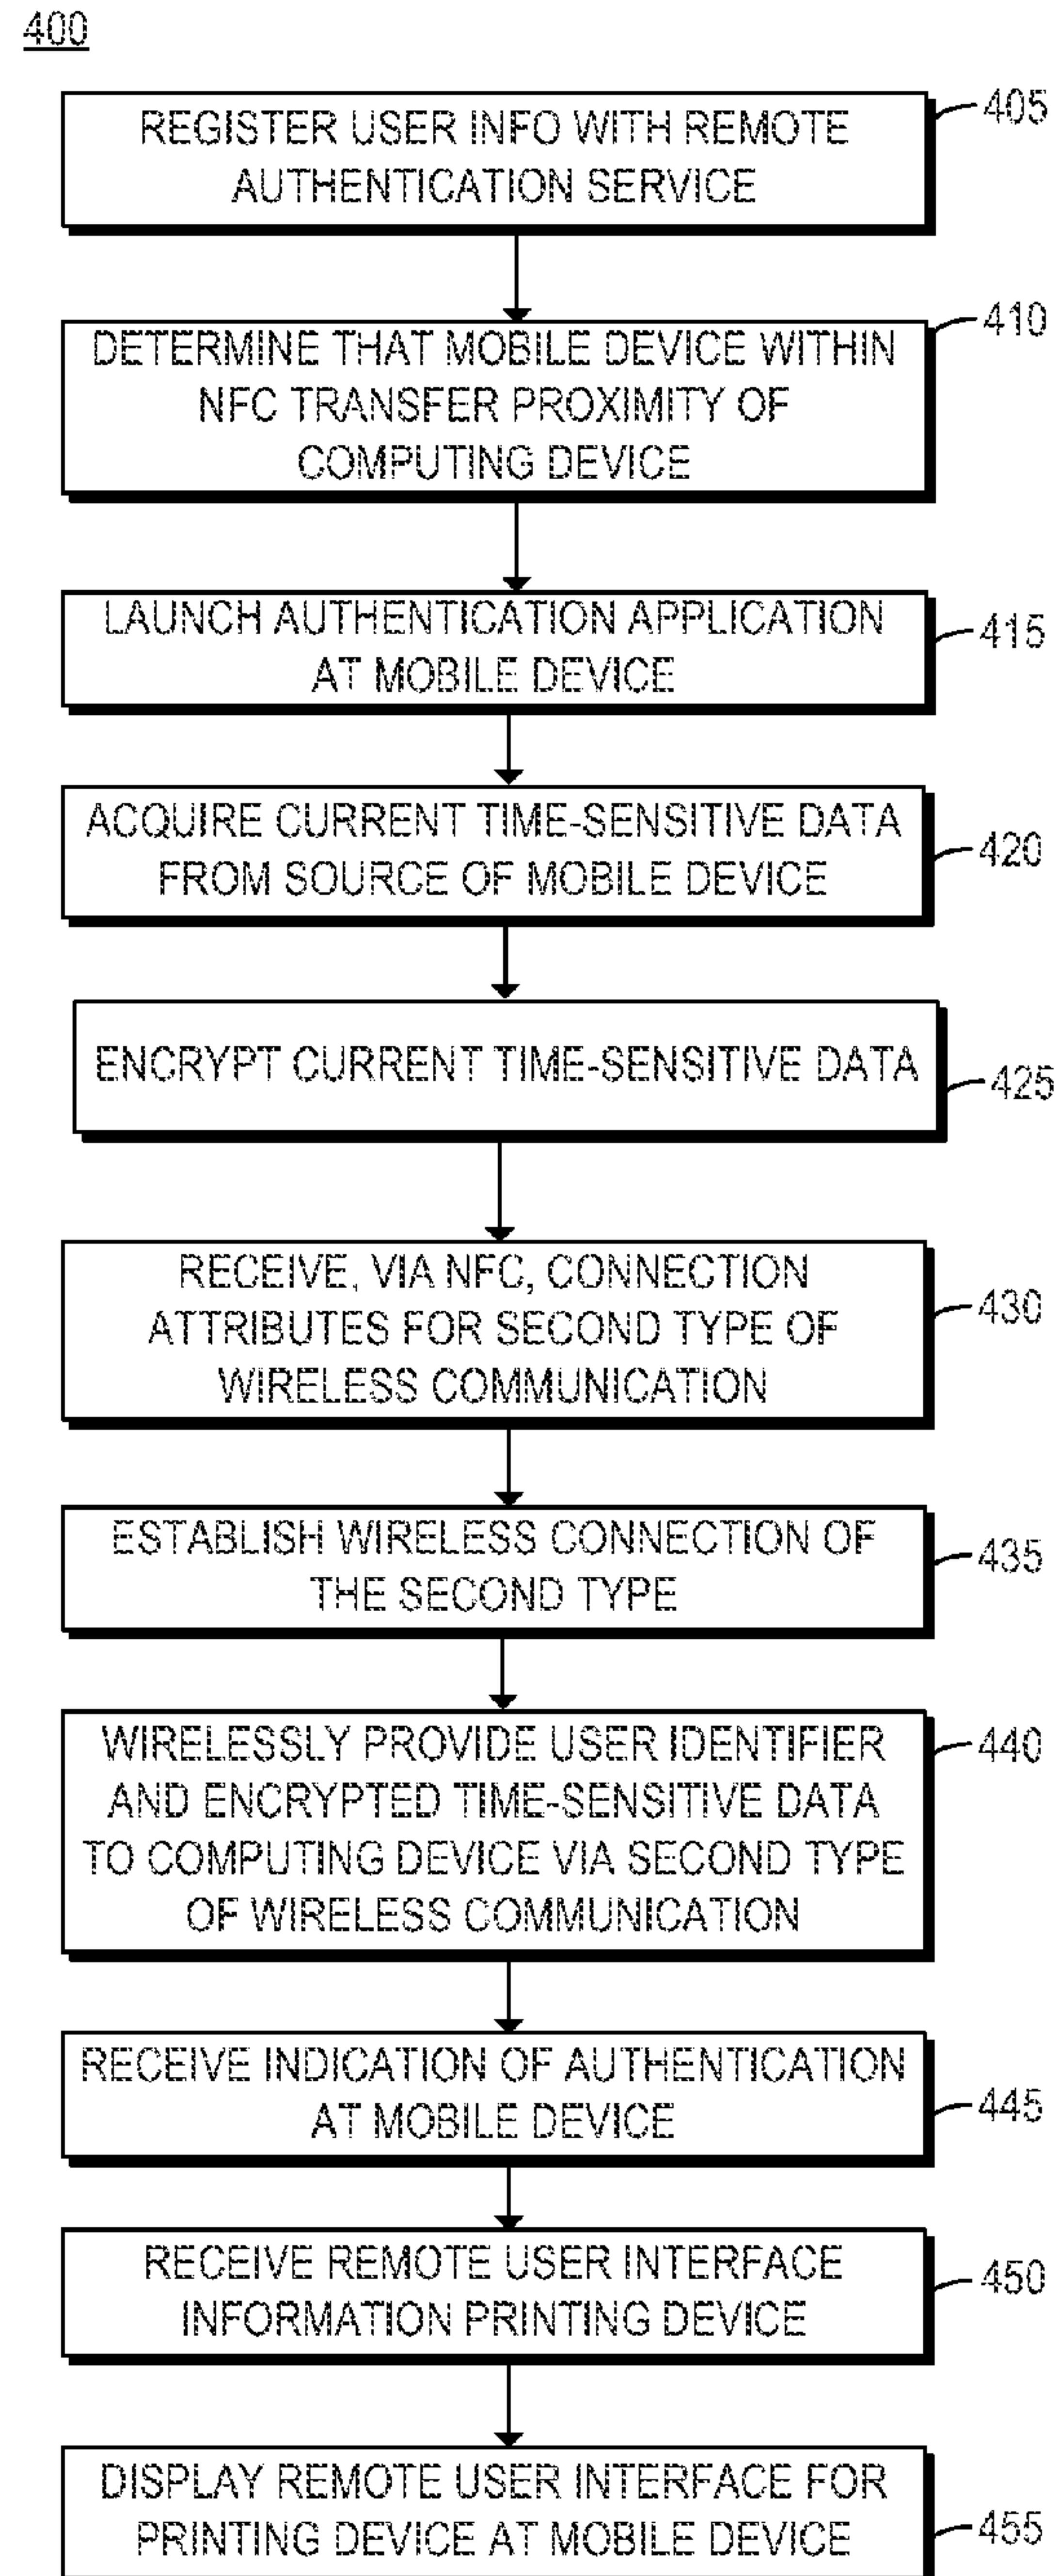 400
REGISTER USER INFO WITH REMOTE
AUTHENTICATION SERVICE
405
DETERMINE THAT MOBILE DEVICE WITHIN
NFC TRANSFER PROXIMITY OF
COMPUTING DEVICE
410
LAUNCH AUTHENTICATION APPLICATION
AT MOBILE DEVICE
415
ACQUIRE CURRENT TIME-SENSITIVE DATA
FROM SOURCE OF MOBILE DEVICE
420
ENCRYPT CURRENT TIME-SENSITIVE DATA
425
RECEIVE, VIA NFC, CONNECTION
ATTRIBUTES FOR SECOND TYPE OF
WIRELESS COMMUNICATION
430
ESTABLISH WIRELESS CONNECTION OF
THE SECOND TYPE
435
WIRELESSLY PROVIDE USER IDENTIFIER
AND ENCRYPTED TIME-SENSITIVE DATA
TO COMPUTING DEVICE VIA SECOND TYPE
OF WIRELESS COMMUNICATION
440
RECEIVE INDICATION OF AUTHENTICATION
AT MOBILE DEVICE
445
RECEIVE REMOTE USER INTERFACE
INFORMATION PRINTING DEVICE
450
DISPLAY REMOTE USER INTERFACE FOR
PRINTING DEVICE AT MOBILE DEVICE
455